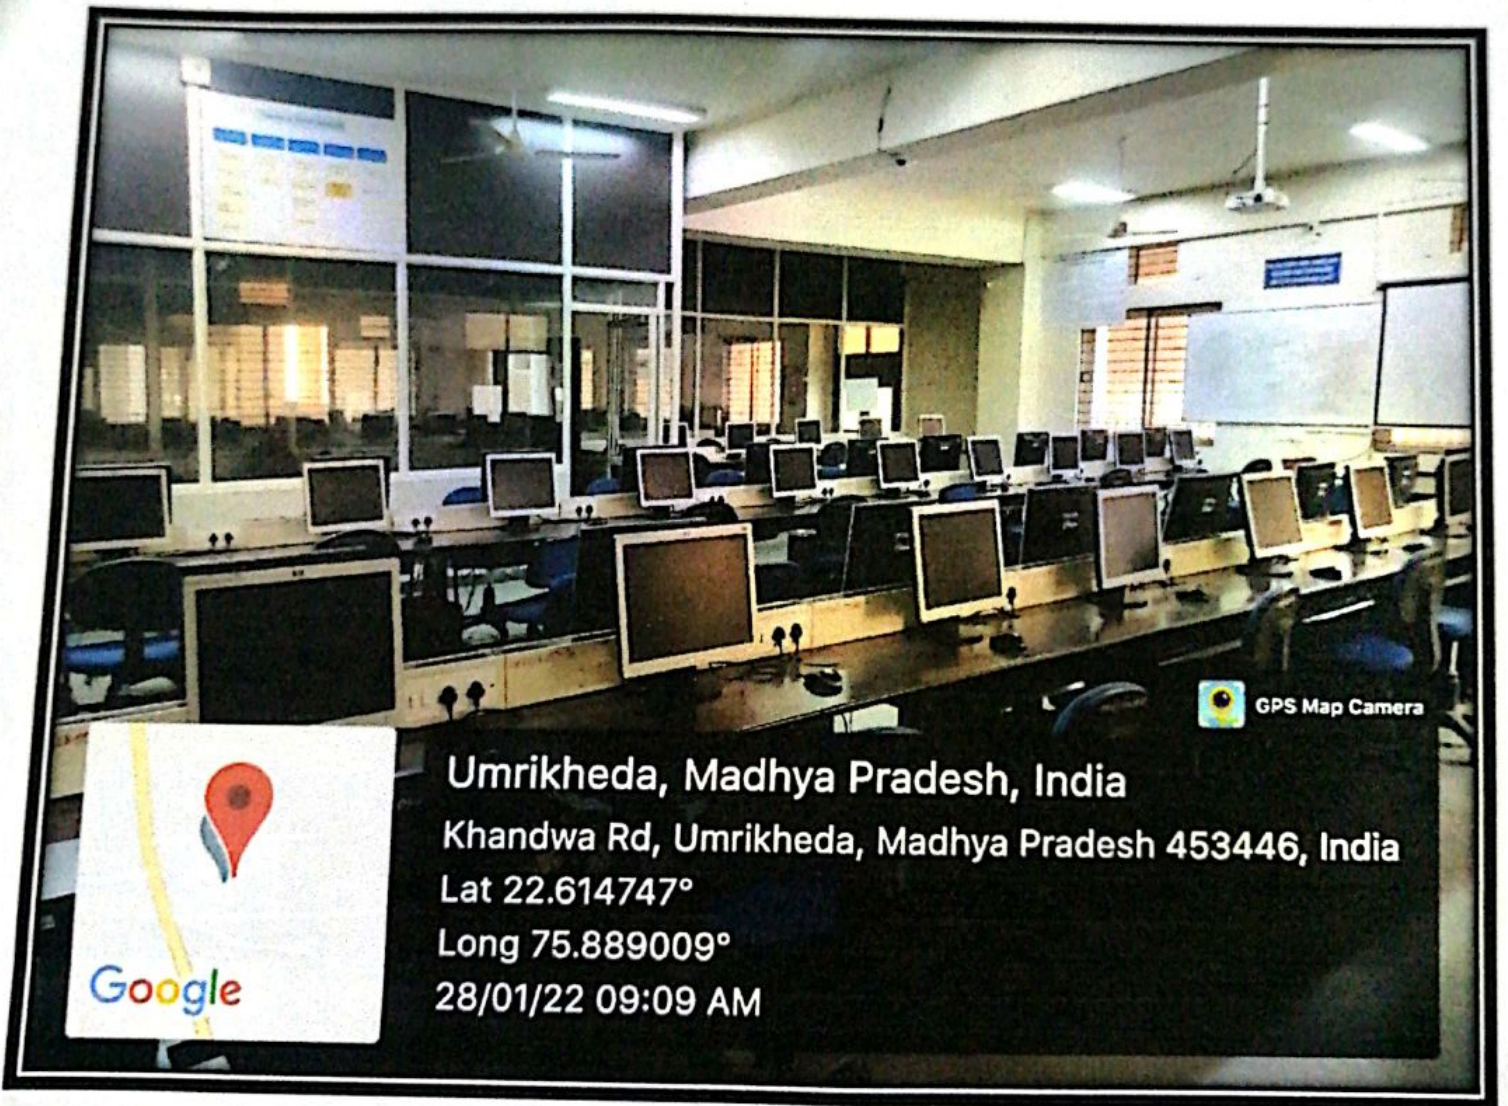 GPS Map Camera
Umrikheda, Madhya Pradesh, India
Khandwa Rd, Umrikheda, Madhya Pradesh 453446, India
Lat 22.614747°
Long 75.889009°
28/01/22 09:09 AM
Google